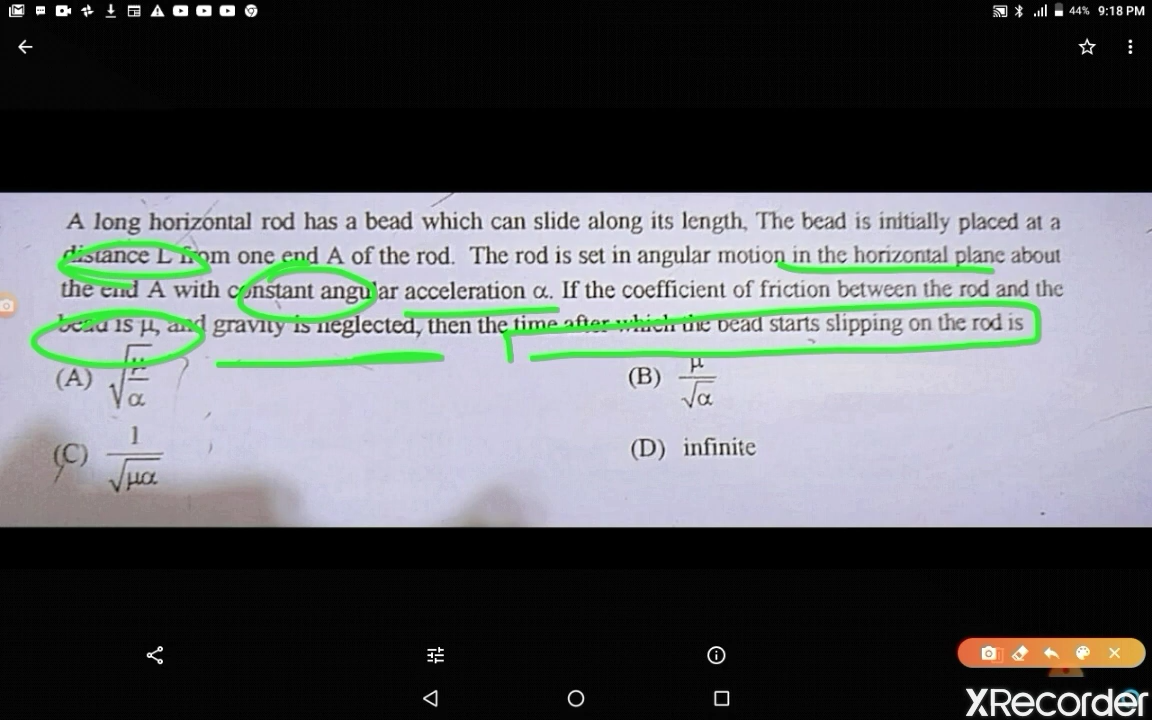 44% 9:18 PM
A long horizontal rod has a bead which can slide along its length, The bead is initially placed at a
distance L from one end A of the rod. The rod is set in angular motion in the horizontal plane about
the end A with constant angular acceleration α. If the coefficient of friction between the rod and the
bead is μ, and gravity is neglected, then the time after which the bead starts slipping on the rod is
(A) √(μ/α) (B) μ/√α
(C) 1/√(μα) (D) infinite
XRecorder